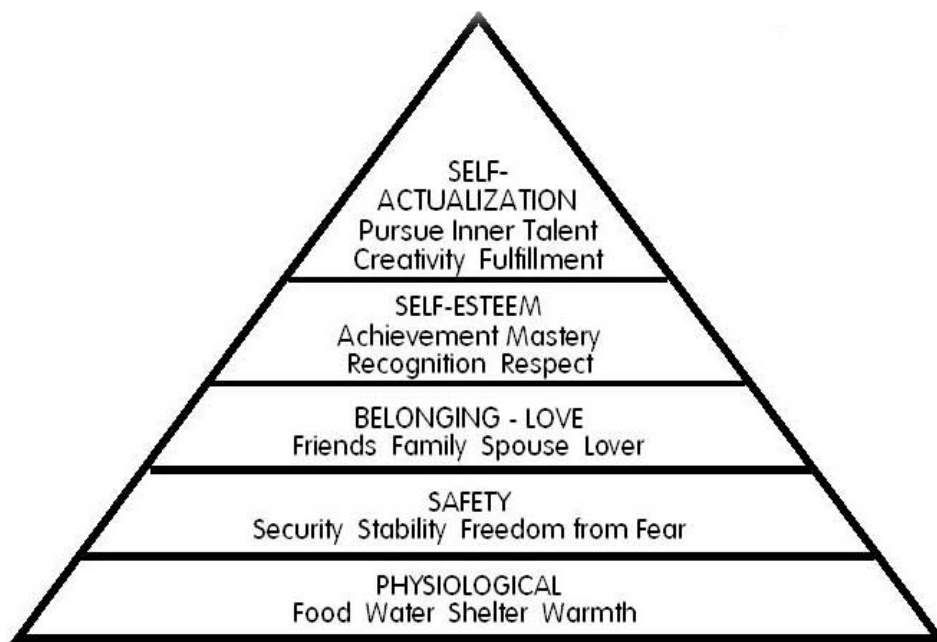 SELF-
ACTUALIZATION
Pursue Inner Talent
Creativity Fulfillment
SELF-ESTEEM
Achievement Mastery
Recognition Respect
BELONGING - LOVE
Friends Family Spouse Lover
SAFETY
Security Stability Freedom from Fear
PHYSIOLOGICAL
Food Water Shelter Warmth